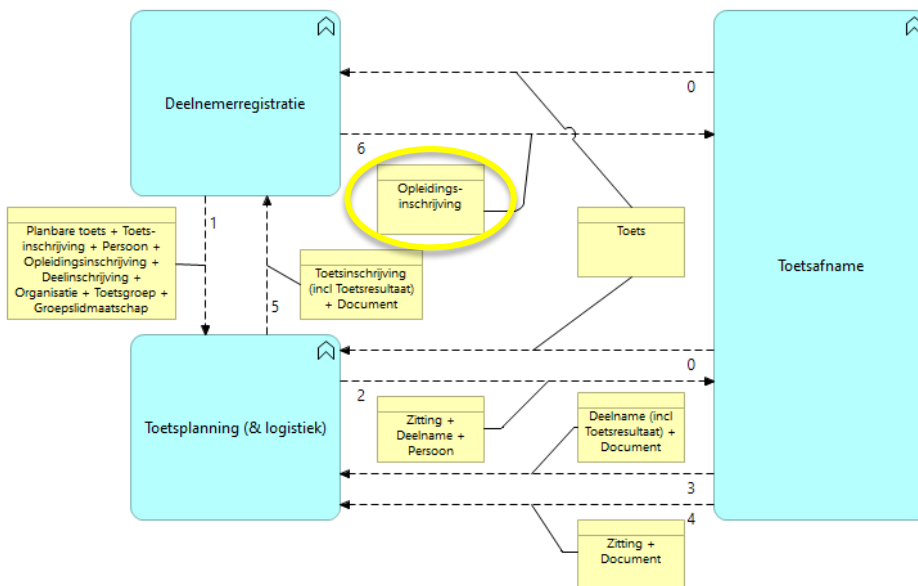 Deelnemerregistratie
0
6
Opleidings-
inschrijving
1
Planbare toets + Toets-
inschrijving + Persoon +
Opleidingsinschrijving +
Deelinschrijving +
Organisatie + Toetsgroep +
Groepslidmaatschap
Toetsinschrijving
(incl Toetsresultaat)
+ Document
5
Toets
Toetsafname
Toetsplanning (& logistiek)
0
2
Zitting +
Deelname +
Persoon
Deelname (incl
Toetsresultaat) +
Document
3
4
Zitting +
Document